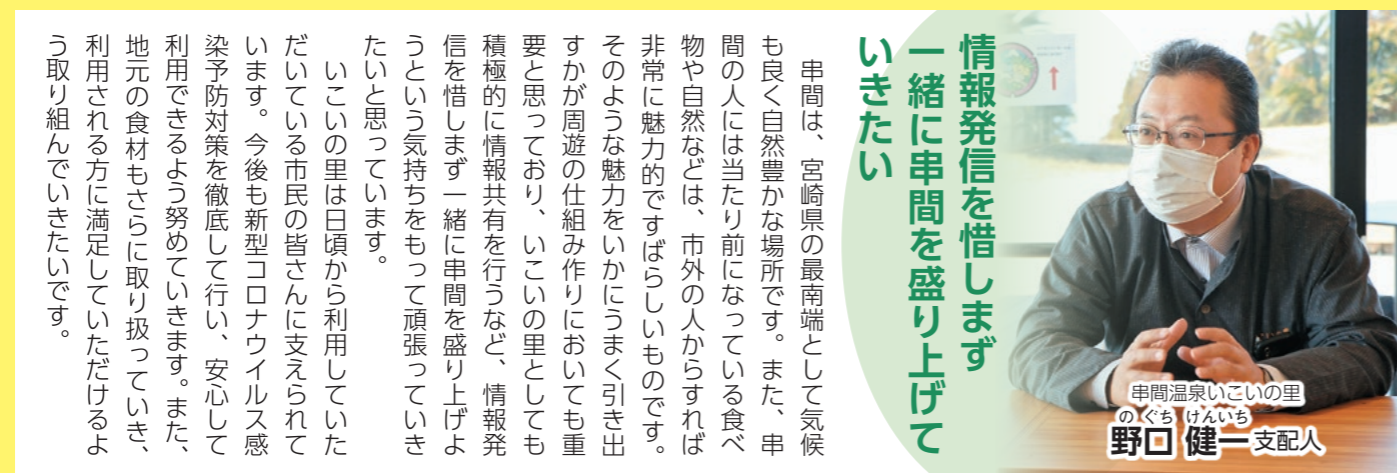 情報発信を惜しまず
一緒に串間を盛り上げて
いきたい
串間は、宮崎県の最南端として気候
も良く自然豊かな場所です。また、串
間の人には当たり前になっている食べ
物や自然などは、市外の人からすれば
非常に魅力的ですばらしいものです。
そのような魅力をいかにうまく引き出
すかが周遊の仕組み作りにおいても重
要と思っており、いこいの里としても
積極的に情報共有を行うなど、情報発
信を惜しまず一緒に串間を盛り上げよ
うという気持ちをもって頑張っていき
たいと思っています。
いこいの里は日頃から利用していた
だいている市民の皆さんに支えられて
います。今後も新型コロナウイルス感
染予防対策を徹底して行い、安心して
利用できるよう努めていきます。また、
地元の食材もさらに取り扱っていき、
利用される方に満足していただけるよ
う取り組んでいきたいです。
串間温泉いこいの里
のぐち けんいち
野口 健一 支配人